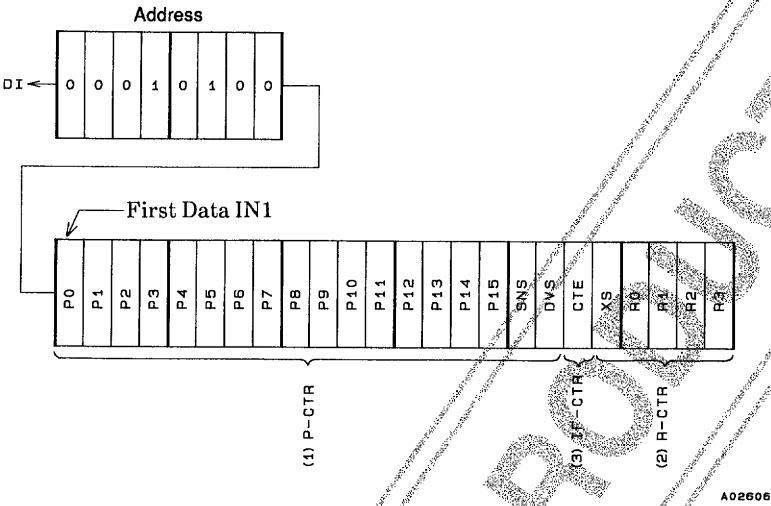 Address
DI 0 0 0 1 0 1 0 0
First Data IN1
P0 P1 P2 P3 P4 P5 P6 P7 P8 P9 P10 P11 P12 P13 P14 P15 SNS DVS CTE XS R0 R1 R2 R3
(1) P-CTR
(3) IF-CTR
(2) R-CTR
A02606